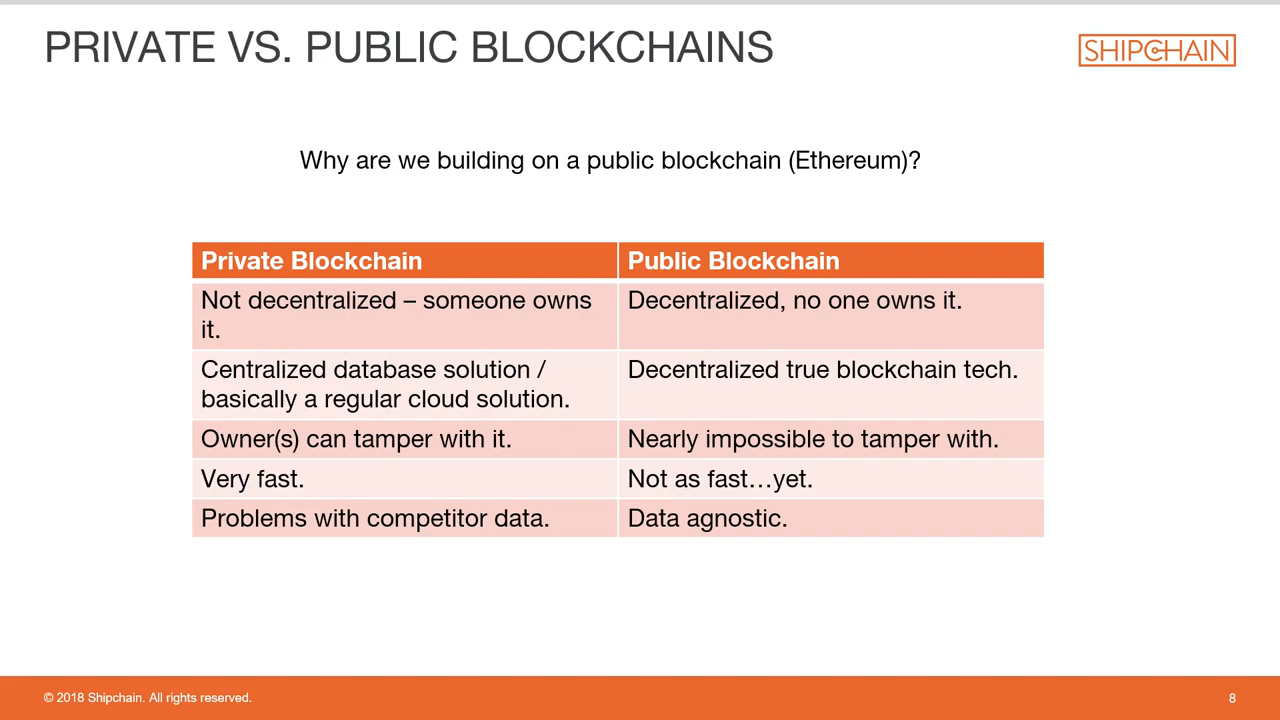 PRIVATE VS. PUBLIC BLOCKCHAINS
SHIPCHAIN
Why are we building on a public blockchain (Ethereum)?
Private Blockchain
Public Blockchain
Not decentralized – someone owns
it.
Decentralized, no one owns it.
Centralized database solution /
basically a regular cloud solution.
Decentralized true blockchain tech.
Owner(s) can tamper with it.
Nearly impossible to tamper with.
Very fast.
Not as fast…yet.
Problems with competitor data.
Data agnostic.
© 2018 Shipchain. All rights reserved.
8